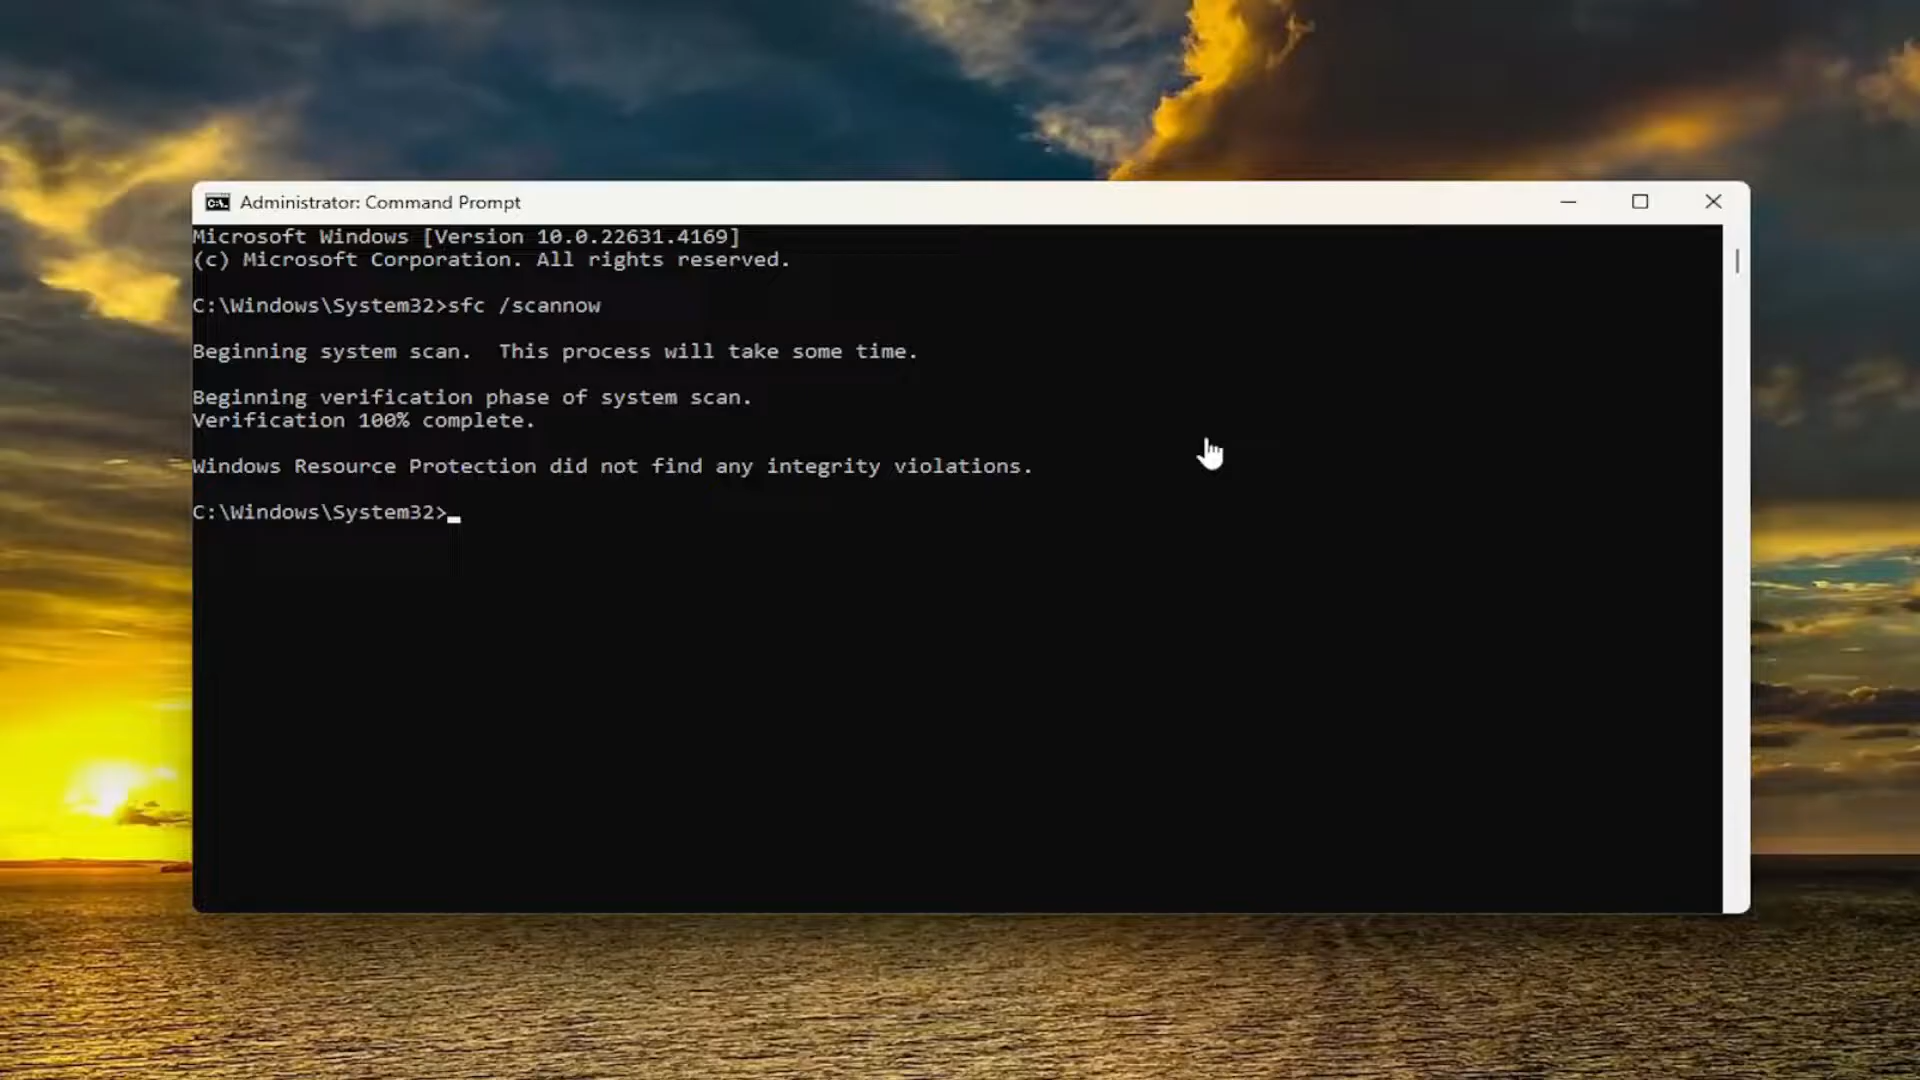 Administrator: Command Prompt
Microsoft Windows [Version 10.0.22631.4169]
(c) Microsoft Corporation. All rights reserved.
C:\Windows\System32>sfc /scannow
Beginning system scan.  This process will take some time.
Beginning verification phase of system scan.
Verification 100% complete.
Windows Resource Protection did not find any integrity violations.
C:\Windows\System32>